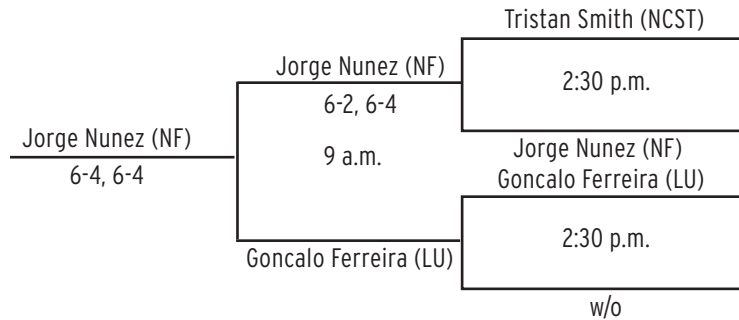 Tristan Smith (NCST)
Jorge Nunez (NF)
2:30 p.m.
6-2, 6-4
Jorge Nunez (NF)
9 a.m.
Jorge Nunez (NF)
6-4, 6-4
Goncalo Ferreira (LU)
2:30 p.m.
Goncalo Ferreira (LU)
w/o